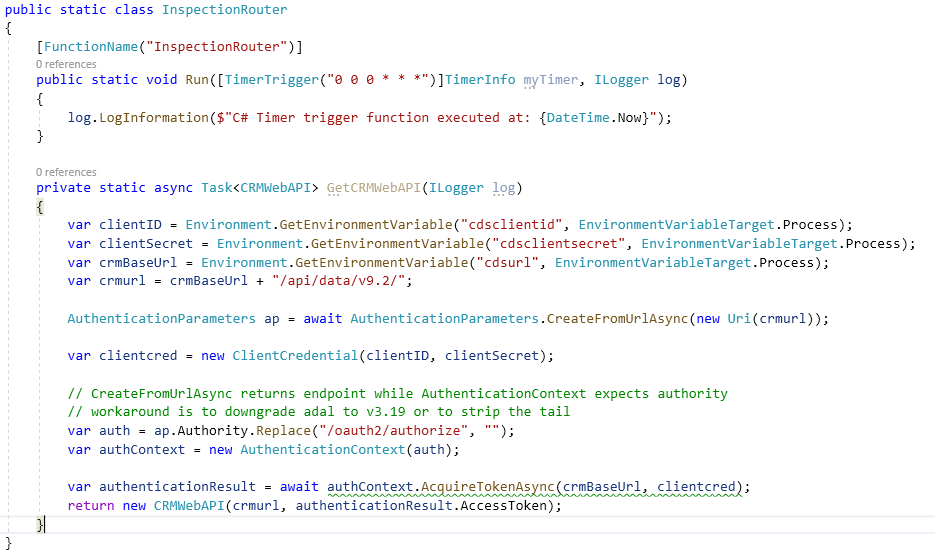 public static class InspectionRouter
{
[FunctionName("InspectionRouter")]
0 references
public static void Run([TimerTrigger("0 0 0 * * *")]TimerInfo myTimer, ILogger log)
{
log.LogInformation($"C# Timer trigger function executed at: {DateTime.Now}");
}
0 references
private static async Task<CRMWebAPI> GetCRMWebAPI(ILogger log)
{
var clientID = Environment.GetEnvironmentVariable("cdsclientid", EnvironmentVariableTarget.Process);
var clientSecret = Environment.GetEnvironmentVariable("cdsclientsecret", EnvironmentVariableTarget.Process);
var crmBaseUrl = Environment.GetEnvironmentVariable("cdsurl", EnvironmentVariableTarget.Process);
var crmurl = crmBaseUrl + "/api/data/v9.2/";
AuthenticationParameters ap = await AuthenticationParameters.CreateFromUrlAsync(new Uri(crmurl));
var clientcred = new ClientCredential(clientID, clientSecret);
// CreateFromUrlAsync returns endpoint while AuthenticationContext expects authority
// workaround is to downgrade adal to v3.19 or to strip the tail
var auth = ap.Authority.Replace("/oauth2/authorize", "");
var authContext = new AuthenticationContext(auth);
var authenticationResult = await authContext.AcquireTokenAsync(crmBaseUrl, clientcred);
return new CRMWebAPI(crmurl, authenticationResult.AccessToken);
}
}